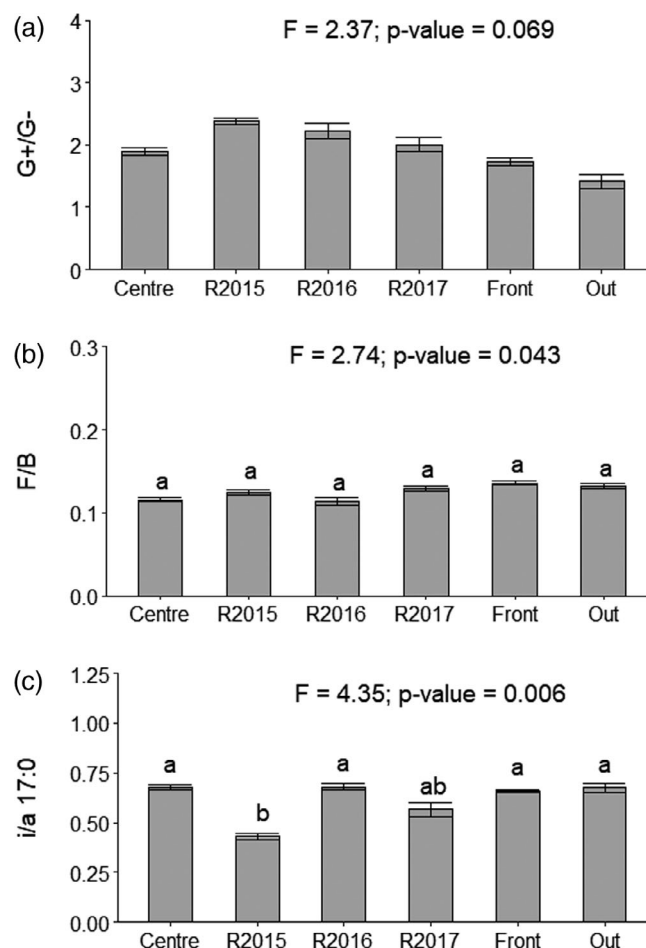 (a)
F = 2.37; p-value = 0.069
G+/G-
4
3
2
1
0
Centre R2015 R2016 R2017 Front Out
(b)
F = 2.74; p-value = 0.043
F/B
0.3
0.2
0.1
0.0
a a a a a a
Centre R2015 R2016 R2017 Front Out
(c)
F = 4.35; p-value = 0.006
i/a 17:0
1.25
1.00
0.75
0.50
0.25
0.00
a b a ab a a
Centre R2015 R2016 R2017 Front Out